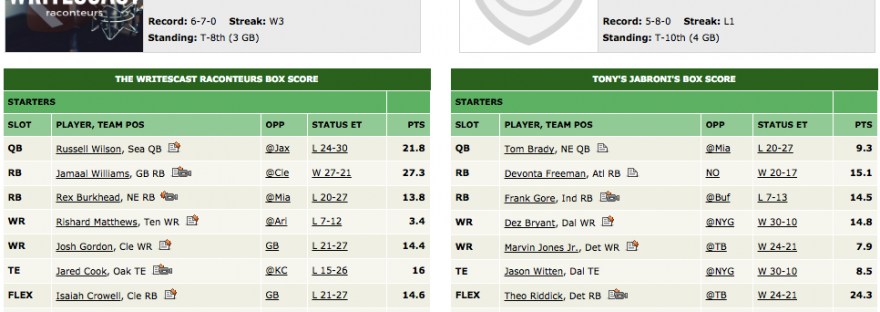 WRITESCAST
raconteurs
Record: 6-7-0 Streak: W3
Standing: T-8th (3 GB)
Record: 5-8-0 Streak: L1
Standing: T-10th (4 GB)
THE WRITESCAST RACONTEURS BOX SCORE
STARTERS
SLOT PLAYER, TEAM POS OPP STATUS ET PTS
QB Russell Wilson, Sea QB @Jax L 24-30 21.8
RB Jamaal Williams, GB RB @Cle W 27-21 27.3
RB Rex Burkhead, NE RB @Mia L 20-27 13.8
WR Rishard Matthews, Ten WR @Ari L 7-12 3.4
WR Josh Gordon, Cle WR GB L 21-27 14.4
TE Jared Cook, Oak TE @KC L 15-26 16
FLEX Isaiah Crowell, Cle RB GB L 21-27 14.6
TONY'S JABRONI'S BOX SCORE
STARTERS
SLOT PLAYER, TEAM POS OPP STATUS ET PTS
QB Tom Brady, NE QB @Mia L 20-27 9.3
RB Devonta Freeman, Atl RB NO W 20-17 15.1
RB Frank Gore, Ind RB @Buf L 7-13 14.5
WR Dez Bryant, Dal WR @NYG W 30-10 14.8
WR Marvin Jones Jr., Det WR @TB W 24-21 7.9
TE Jason Witten, Dal TE @NYG W 30-10 8.5
FLEX Theo Riddick, Det RB @TB W 24-21 24.3